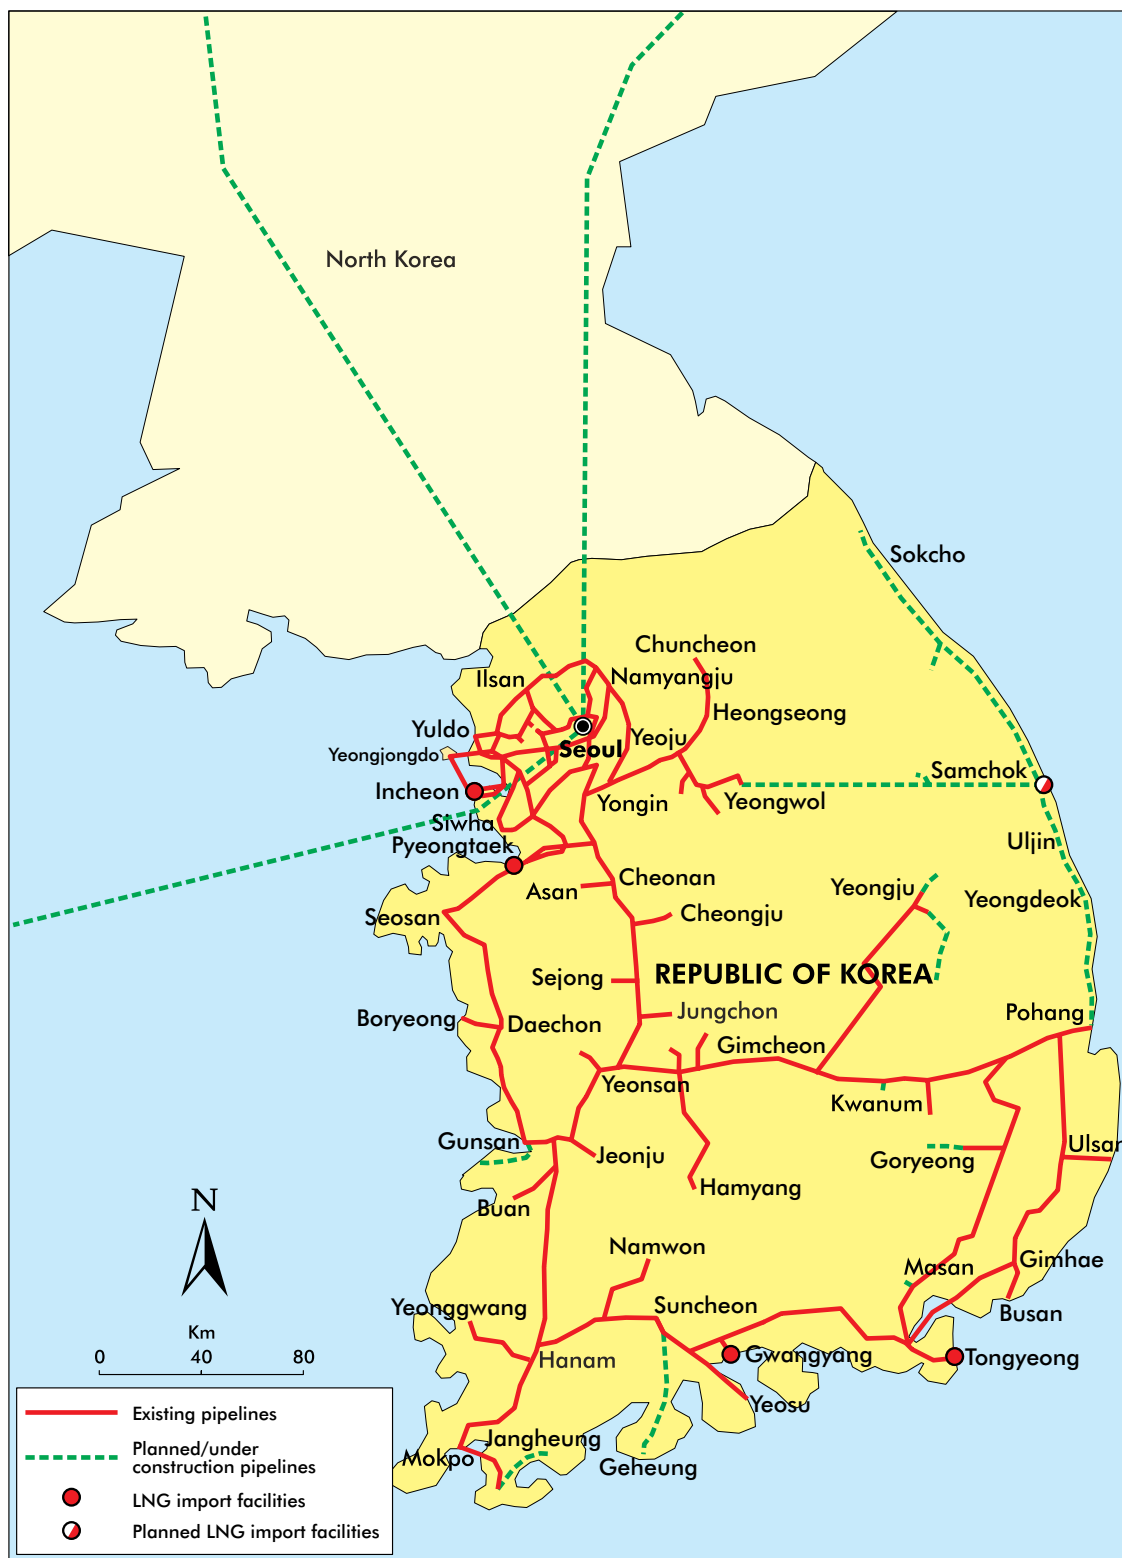 North Korea
Sokcho
Chuncheon
Ilsan
Namyangju
Heongseong
Yuldo
Yeoju
Seoul
Yeongjongdo
Samchok
Incheon
Yongin
Yeongwol
Siwha
Uljin
Pyeongtaek
Asan
Cheonan
Yeongju
Yeongdeok
Seosan
Cheongju
Sejong
REPUBLIC OF KOREA
Boryeong
Daechon
Jungchon
Pohang
Gimcheon
Yeonsan
Kwanum
Gunsan
Jeonju
Goryeong
Ulsan
Hamyang
Buan
N
Namwon
Masan
Gimhae
Yeonggwang
Suncheon
Busan
Km
0 40 80
Hanam
Gwangyang
Tongyeong
Yeosu
Jangheung
Mokpo
Geheung
Existing pipelines
Planned/under
construction pipelines
LNG import facilities
Planned LNG import facilities